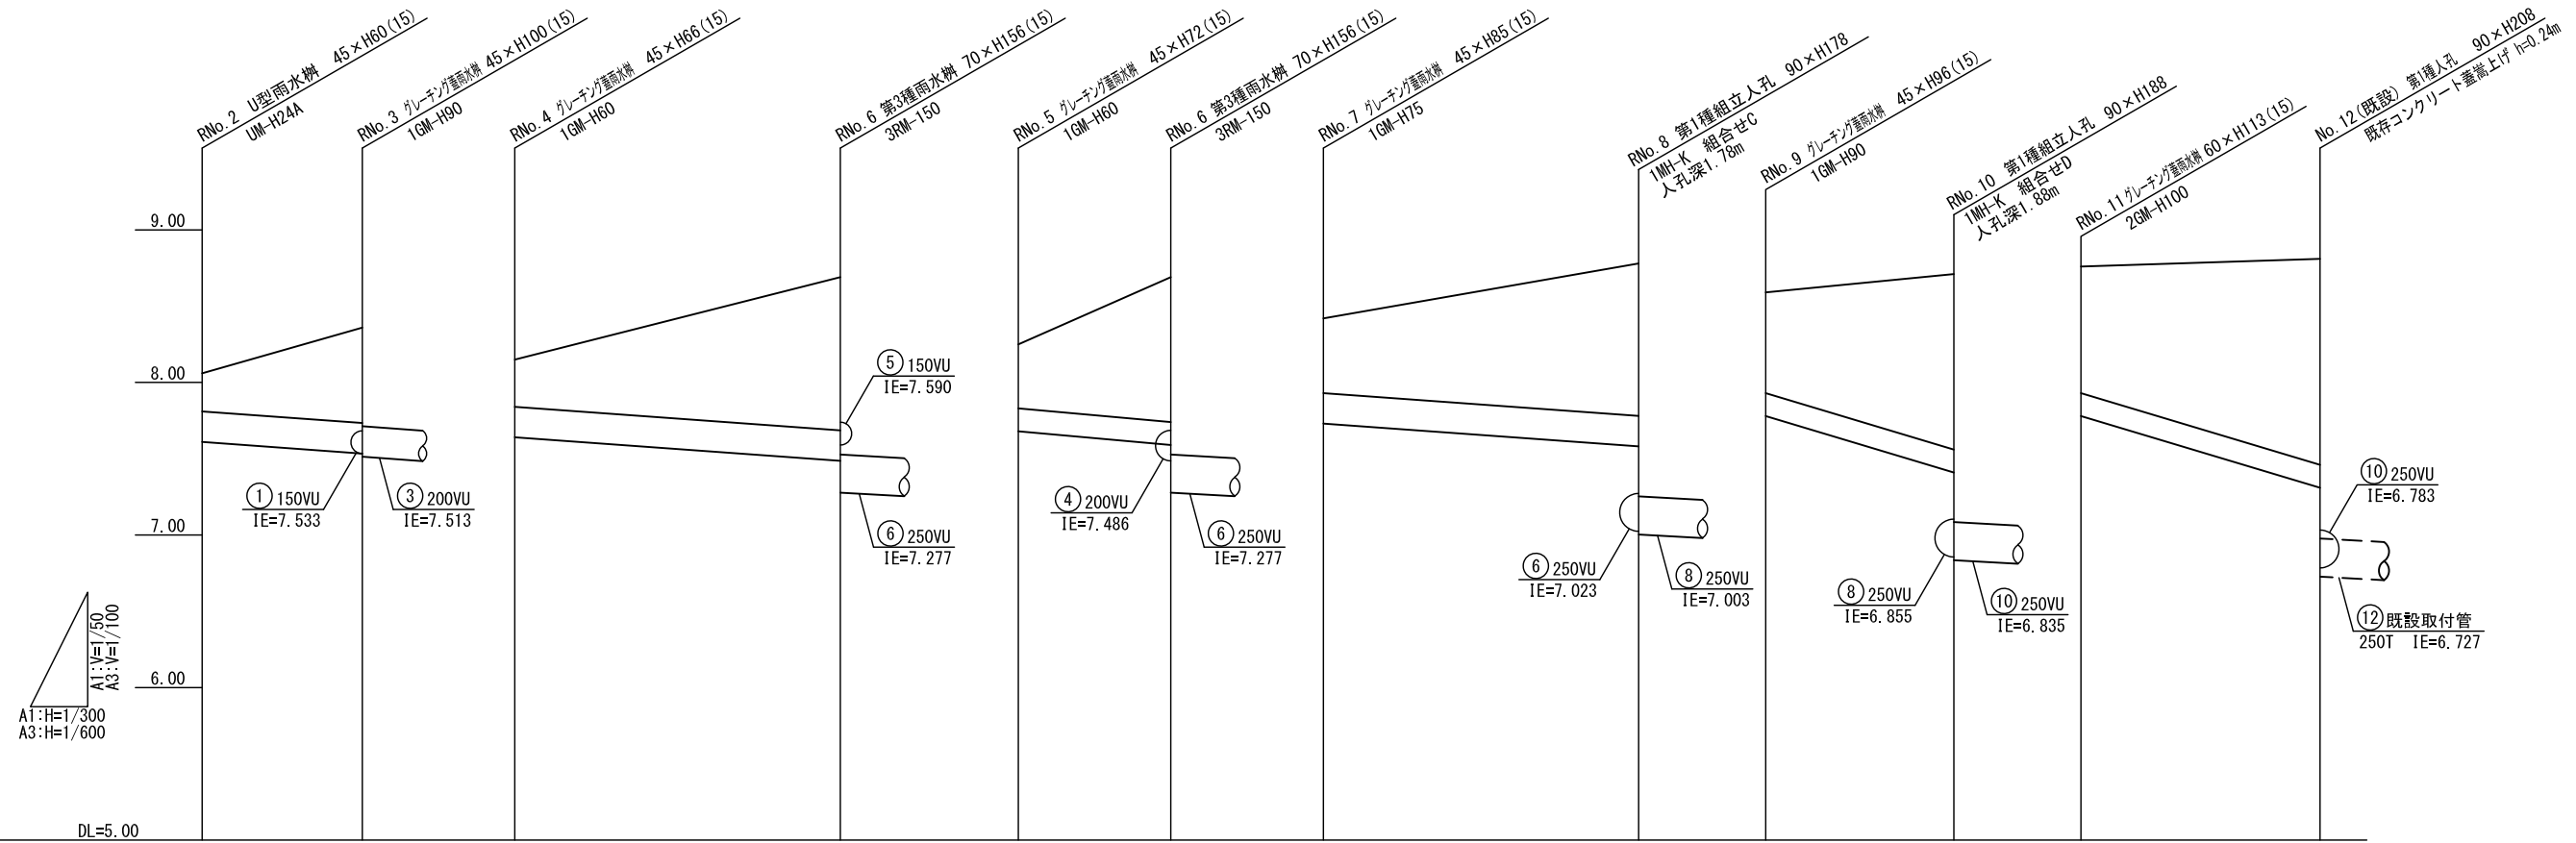 RNo.2 U型雨水桝 45×H60(15)
UM-H24A
RNo.3 グレーチング蓋雨水桝 45×H100(15)
1GM-H90
RNo.4 グレーチング蓋雨水桝 45×H66(15)
1GM-H60
RNo.6 第3種雨水桝 70×H156(15)
3RM-150
RNo.5 グレーチング蓋雨水桝 45×H72(15)
1GM-H60
RNo.6 第3種雨水桝 70×H156(15)
3RM-150
RNo.7 グレーチング蓋雨水桝 45×H85(15)
1GM-H75
RNo.8 第1種組立人孔 90×H178
1MH-K 組合せC
人孔深1.78m
RNo.9 グレーチング蓋雨水桝 45×H96(15)
1GM-H90
RNo.10 第1種組立人孔 90×H188
1MH-K 組合せD
人孔深1.88m
RNo.11 グレーチング蓋雨水桝 60×H113(15)
2GM-H100
No.12(既設) 第1種人孔 90×H208
既存コンクリート蓋嵩上げ h=0.24m
9.00
8.00
7.00
6.00
DL=5.00
A1:V=1/50
A3:V=1/100
A1:H=1/300
A3:H=1/600
① 150VU
IE=7.533
③ 200VU
IE=7.513
⑤ 150VU
IE=7.590
⑥ 250VU
IE=7.277
④ 200VU
IE=7.486
⑥ 250VU
IE=7.277
⑥ 250VU
IE=7.023
⑧ 250VU
IE=7.003
⑧ 250VU
IE=6.855
⑩ 250VU
IE=6.835
⑩ 250VU
IE=6.783
⑫ 既設取付管
250T IE=6.727